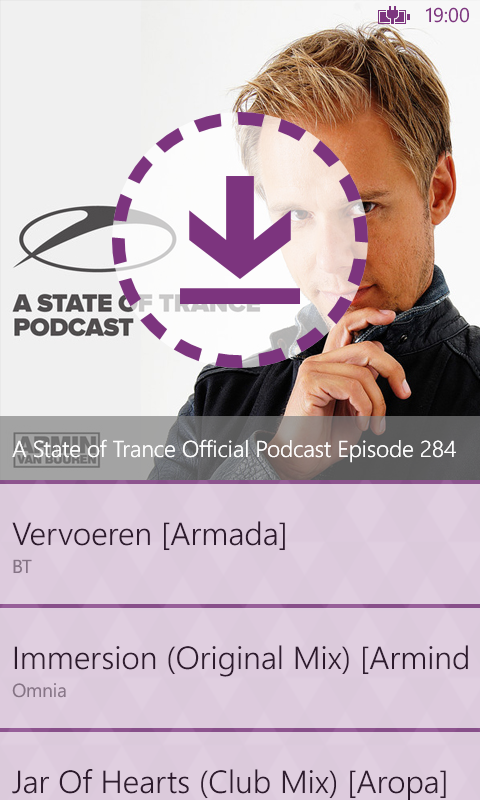 19:00
A STATE OF TRANCE
PODCAST
ARMIN
VAN BUUREN
A State of Trance Official Podcast Episode 284
Vervoeren [Armada]
BT
Immersion (Original Mix) [Armind
Omnia
Jar Of Hearts (Club Mix) [Aropa]